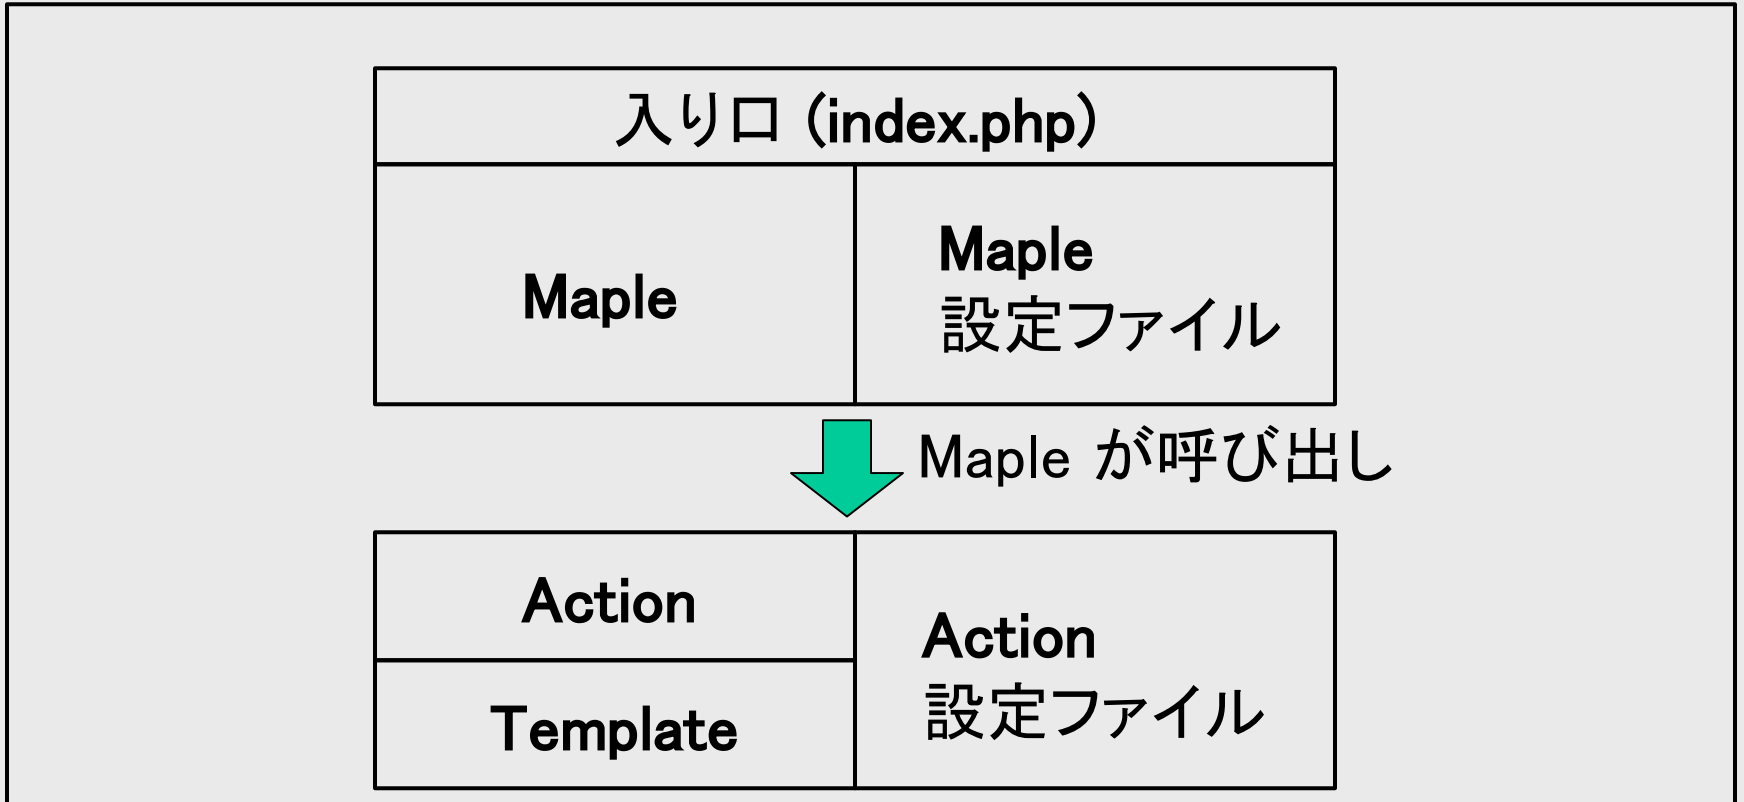 入り口 (index.php)
Maple
Maple
設定ファイル
Maple が呼び出し
Action
Template
Action
設定ファイル